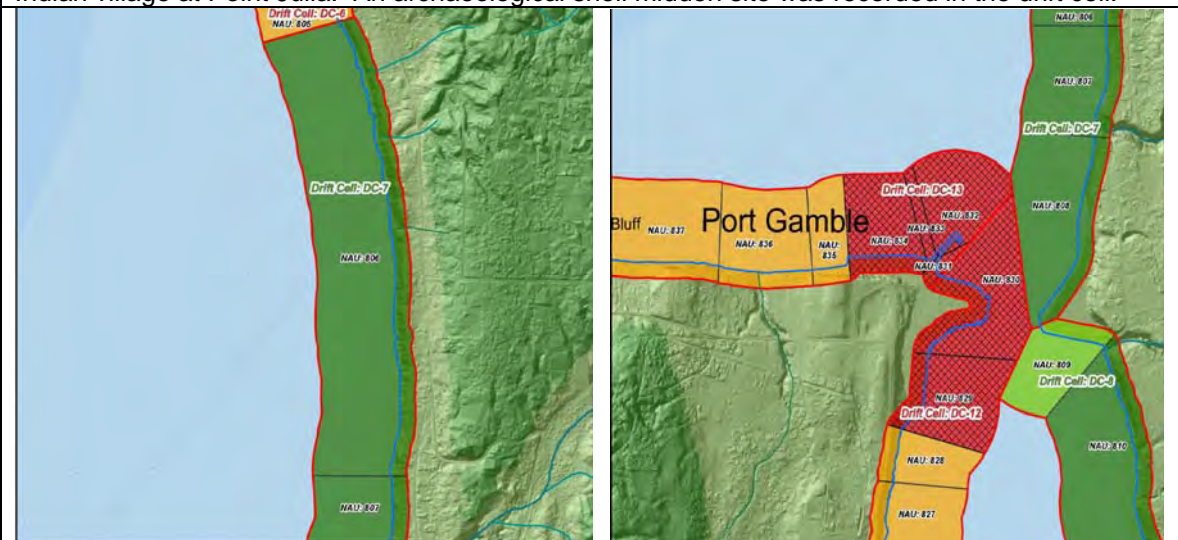 Indian village at Point Julia. An archaeological shell midden site was recorded in the drift cell.
Drift Cell: DC-6
NAU: 805
Drift Cell: DC-7
NAU: 806
NAU: 807
NAU: 806
NAU: 807
Drift Cell: DC-7
Drift Cell: DC-13
NAU: 808
NAU: 832
Bluff
NAU: 837
Port Gamble
NAU: 833
NAU: 834
NAU: 836
NAU: 835
NAU: 831
NAU: 830
NAU: 809
Drift Cell: DC-8
NAU: 829
Drift Cell: DC-12
NAU: 810
NAU: 828
NAU: 827